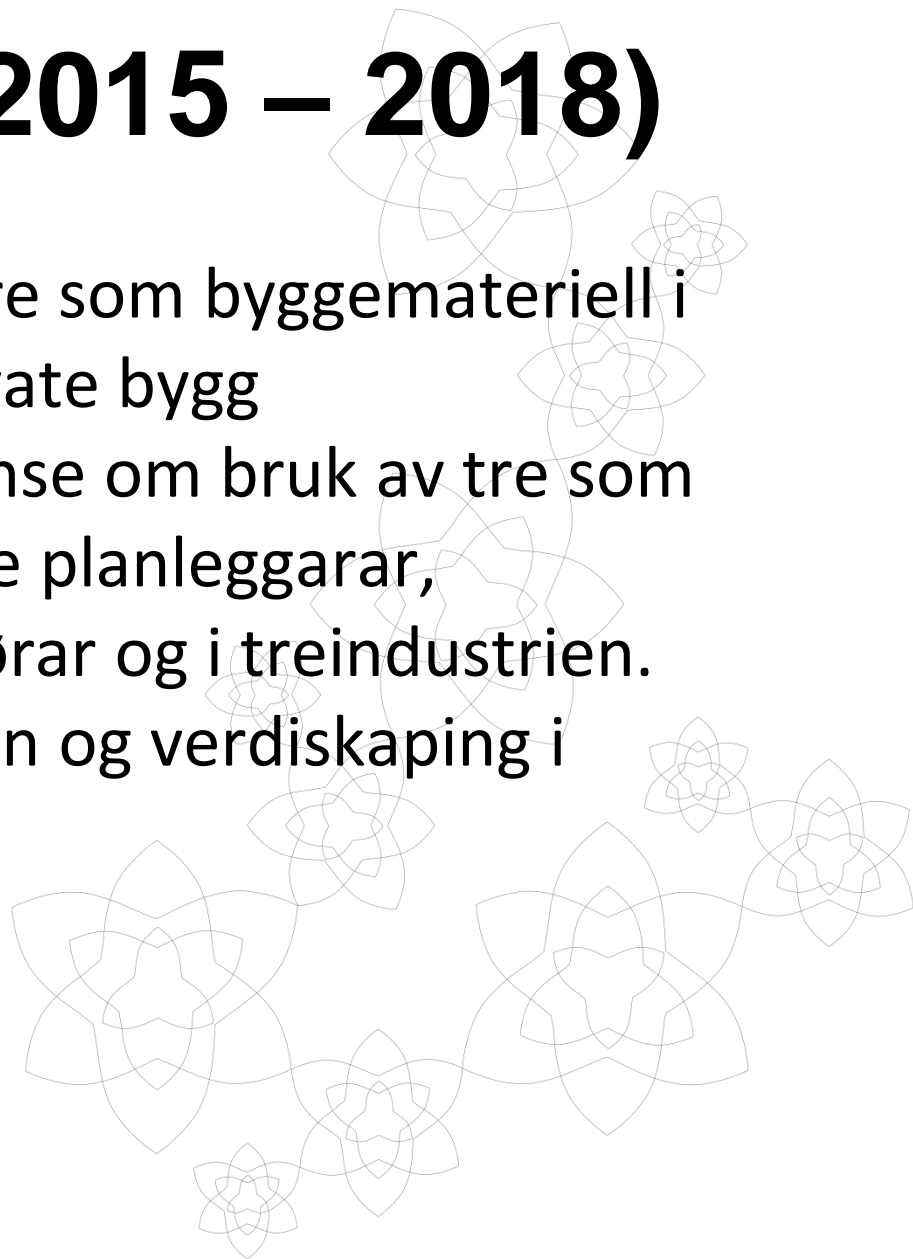 2015 – 2018)
re som byggemateriell i
ate bygg
nse om bruk av tre som
e planleggarar,
ørar og i treindustrien.
n og verdiskaping i